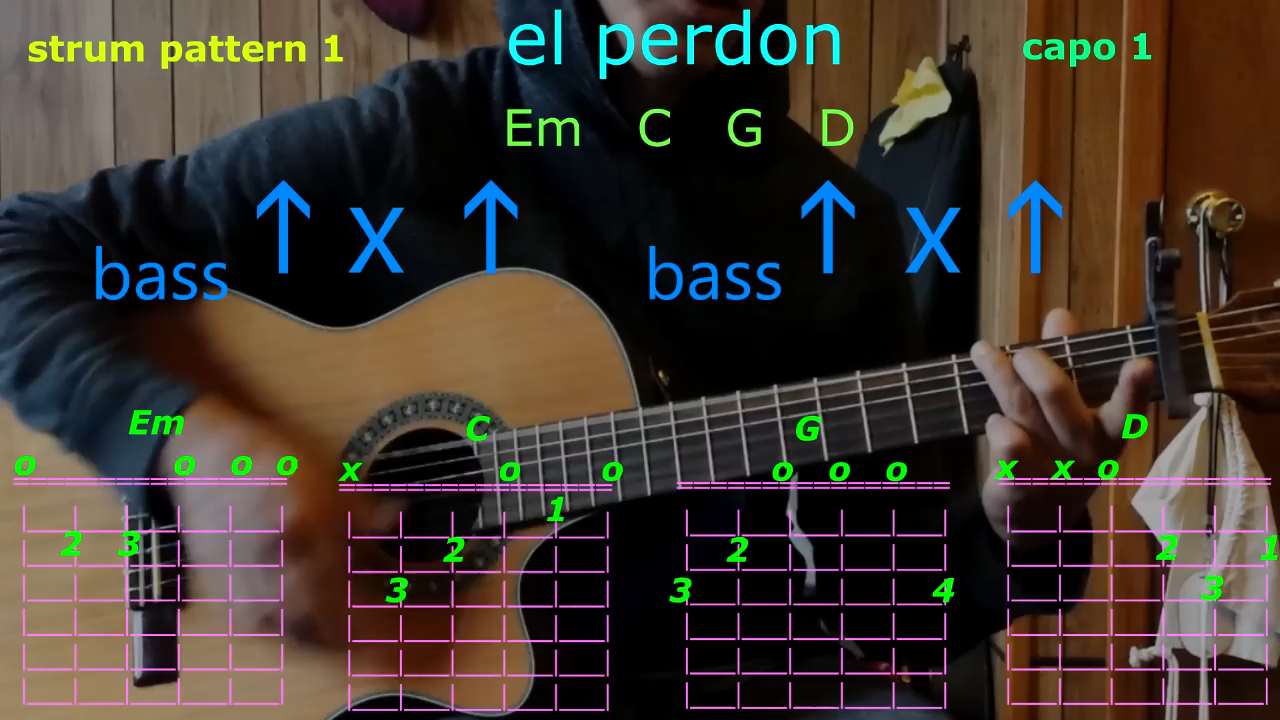 strum pattern 1 el perdon capo 1
Em C G D
bass ↑ x ↑ bass ↑ x ↑
Em C G D
o o o o x o o o o o x x o
1
2 3 2 2 2 1
3 3 4 3